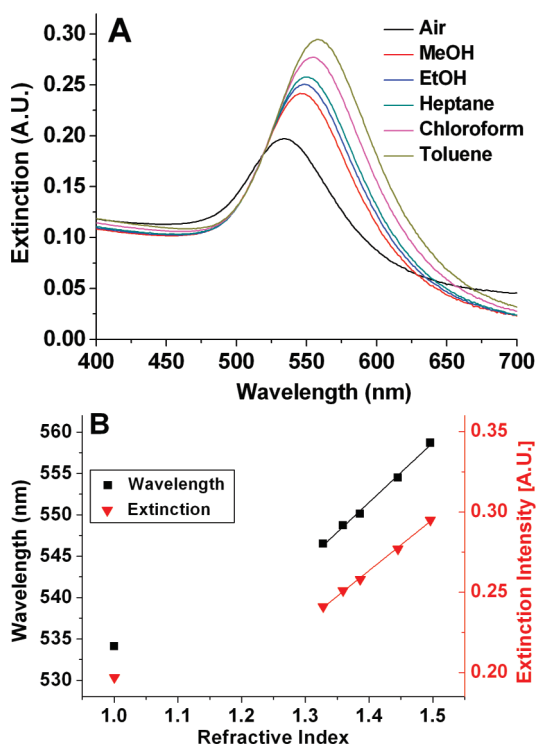 A
Air
MeOH
EtOH
Heptane
Chloroform
Toluene
Extinction (A.U.)
0.30
0.25
0.20
0.15
0.10
0.05
0.00
400 450 500 550 600 650 700
Wavelength (nm)
B
Wavelength
Extinction
Wavelength (nm)
560
555
550
545
540
535
530
0.35
0.30
0.25
0.20
Extinction Intensity [A.U.]
1.0 1.1 1.2 1.3 1.4 1.5
Refractive Index